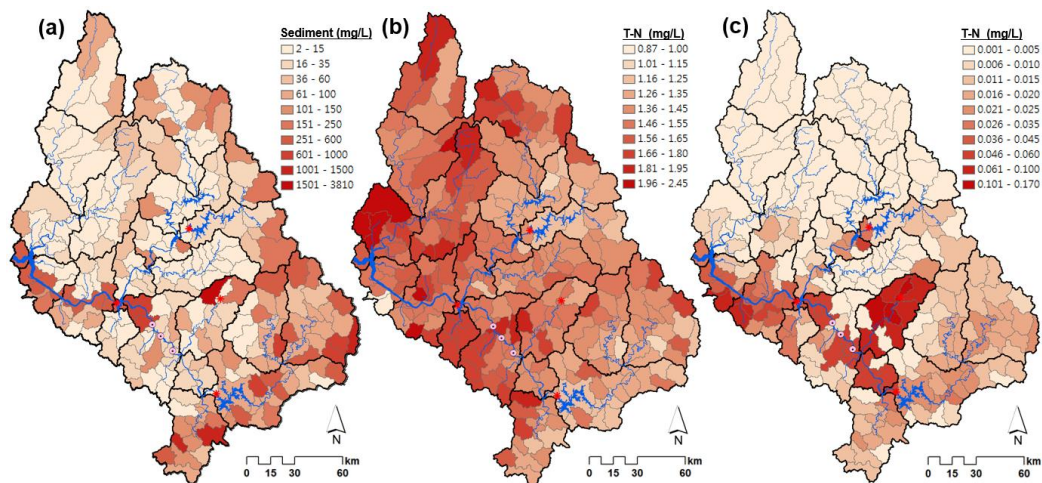 (a)
Sediment (mg/L)
2 - 15
16 - 35
36 - 60
61 - 100
101 - 150
151 - 250
251 - 600
601 - 1000
1001 - 1500
1501 - 3810
N
0 15 30 60
km
(b)
T-N (mg/L)
0.87 - 1.00
1.01 - 1.15
1.16 - 1.25
1.26 - 1.35
1.36 - 1.45
1.46 - 1.55
1.56 - 1.65
1.66 - 1.80
1.81 - 1.95
1.96 - 2.45
N
0 15 30 60
km
(c)
T-N (mg/L)
0.001 - 0.005
0.006 - 0.010
0.011 - 0.015
0.016 - 0.020
0.021 - 0.025
0.026 - 0.035
0.036 - 0.045
0.046 - 0.060
0.061 - 0.100
0.101 - 0.170
N
0 15 30 60
km